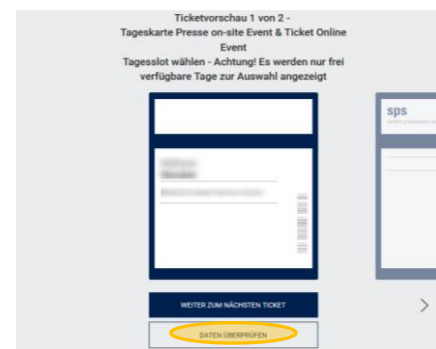 Ticketvorschau 1 von 2 -
Tageskarte Presse on-site Event & Ticket Online
Event
Tagesslot wählen - Achtung! Es werden nur frei
verfügbare Tage zur Auswahl angezeigt
sps
WEITER ZUM NÄCHSTEN TICKET
DATEN ÜBERPRÜFEN